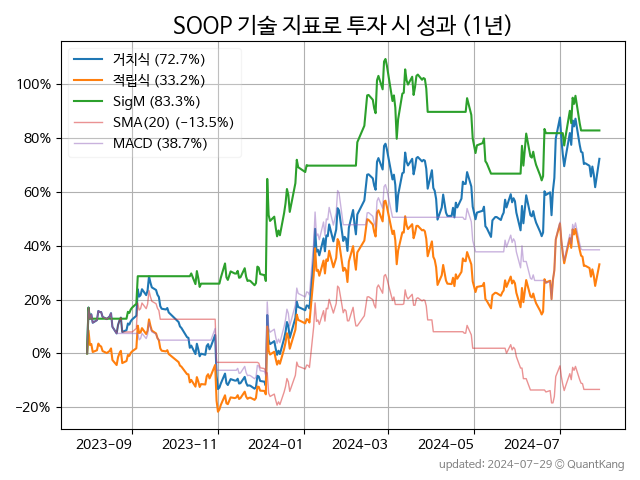 SOOP 기술 지표로 투자 시 성과 (1년)
거치식 (72.7%)
적립식 (33.2%)
SigM (83.3%)
SMA(20) (−13.5%)
MACD (38.7%)
100%
80%
60%
40%
20%
0%
−20%
2023-09 2023-11 2024-01 2024-03 2024-05 2024-07
updated: 2024-07-29 © QuantKang